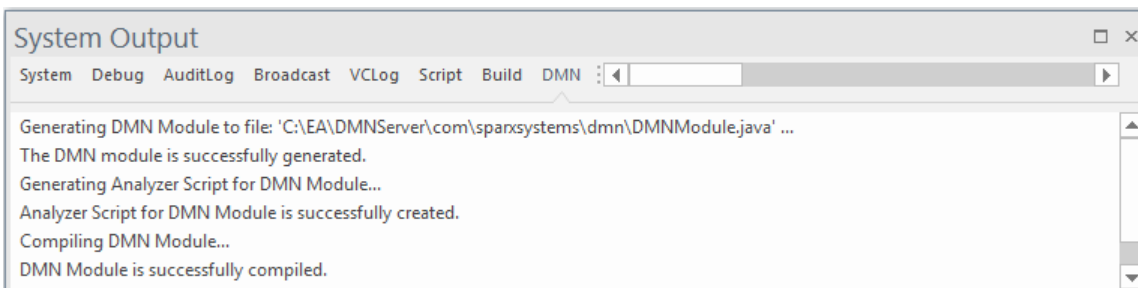 System Output
System Debug AuditLog Broadcast VCLog Script Build DMN
Generating DMN Module to file: 'C:\EA\DMNServer\com\sparxsystems\dmn\DMNModule.java' ...
The DMN module is successfully generated.
Generating Analyzer Script for DMN Module...
Analyzer Script for DMN Module is successfully created.
Compiling DMN Module...
DMN Module is successfully compiled.